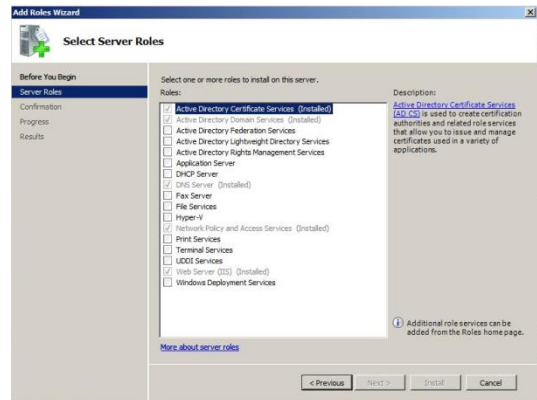 Add Roles Wizard
Select Server Roles
Before You Begin
Server Roles
Confirmation
Progress
Results
Select one or more roles to install on this server.
Roles:
Active Directory Certificate Services (Installed)
Active Directory Domain Services (Installed)
Active Directory Federation Services
Active Directory Lightweight Directory Services
Active Directory Rights Management Services
Application Server
DHCP Server
DNS Server (Installed)
Fax Server
File Services
Hyper-V
Network Policy and Access Services (Installed)
Print Services
Terminal Services
UDDI Services
Web Server (IIS) (Installed)
Windows Deployment Services
More about server roles
Description:
Active Directory Certificate Services
(AD CS) is used to create certification
authorities and related role services
that allow you to issue and manage
certificates used in a variety of
applications.
Additional role services can be
added from the Roles home page.
< Previous
Next >
Install
Cancel